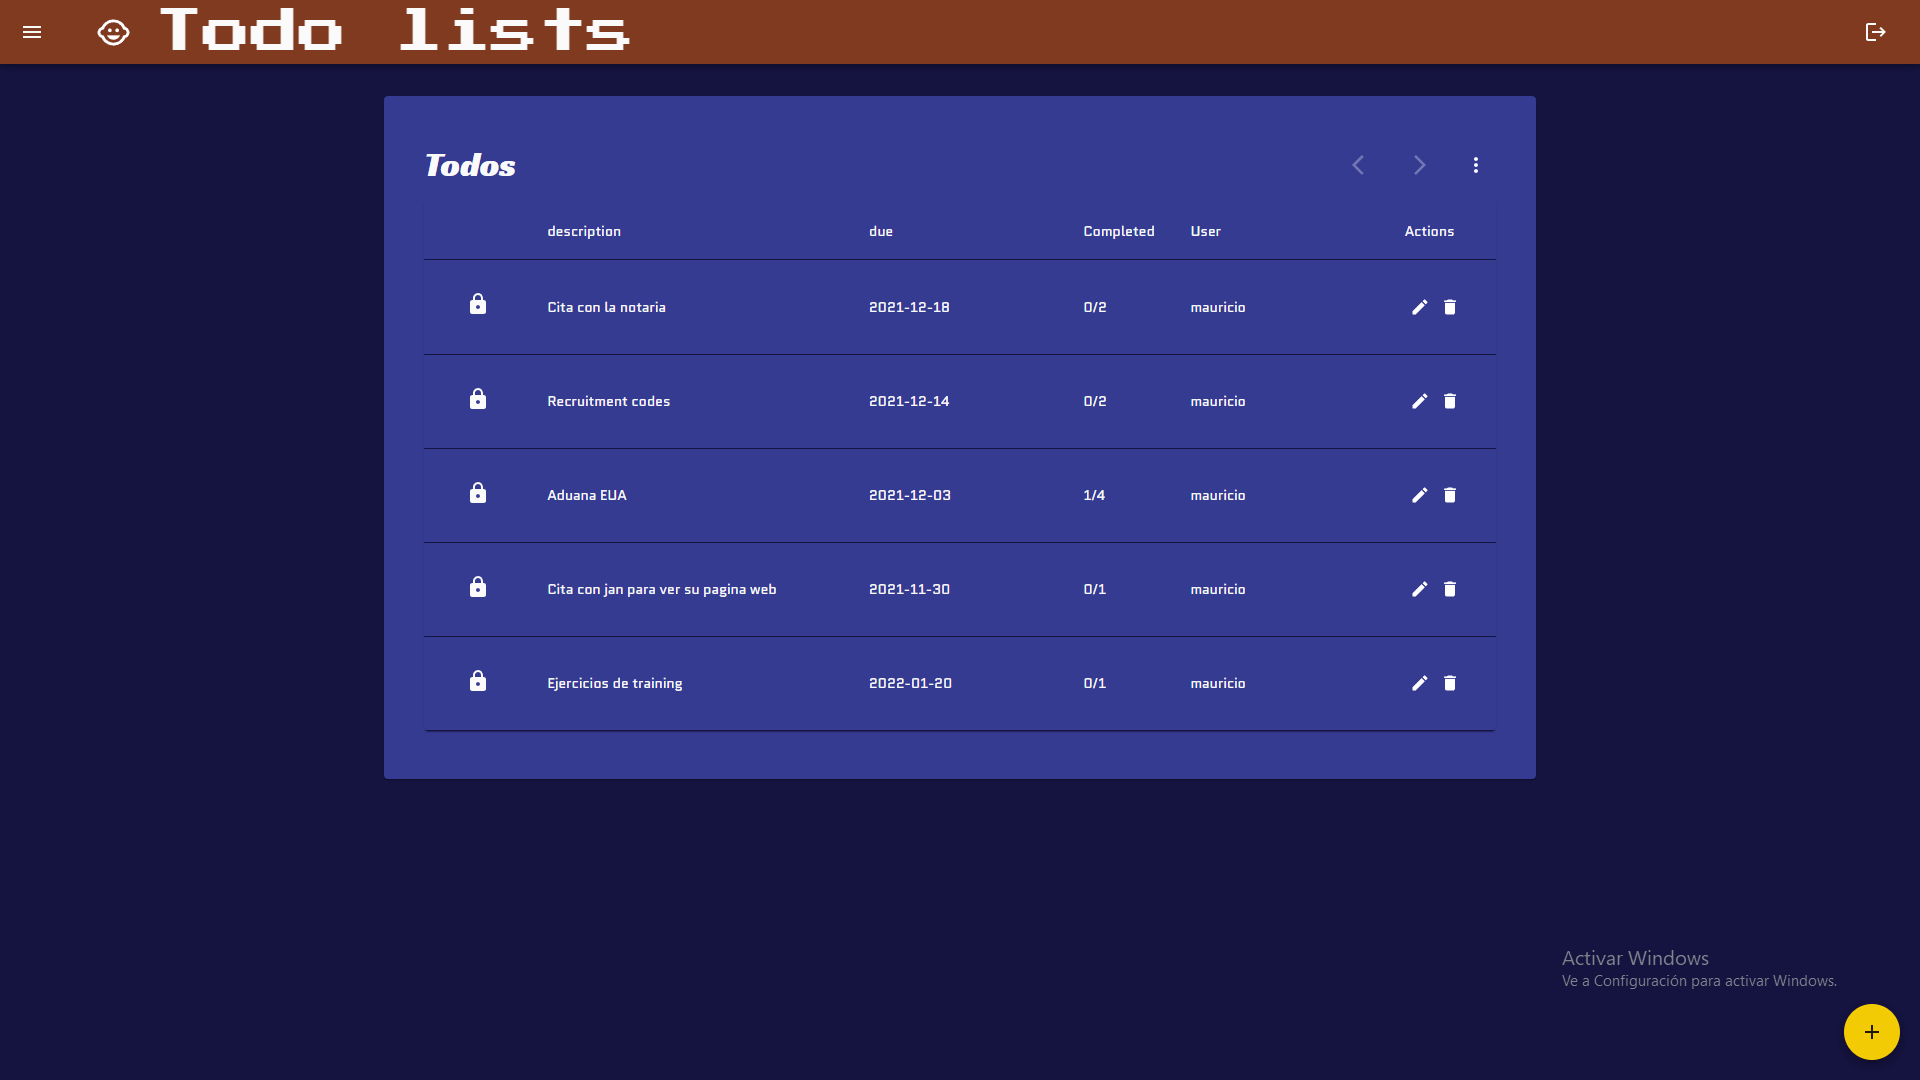 Todo lists
Todos
description due Completed User Actions
Cita con la notaria 2021-12-18 0/2 mauricio
Recruitment codes 2021-12-14 0/2 mauricio
Aduana EUA 2021-12-03 1/4 mauricio
Cita con jan para ver su pagina web 2021-11-30 0/1 mauricio
Ejercicios de training 2022-01-20 0/1 mauricio
Activar Windows
Ve a Configuración para activar Windows.